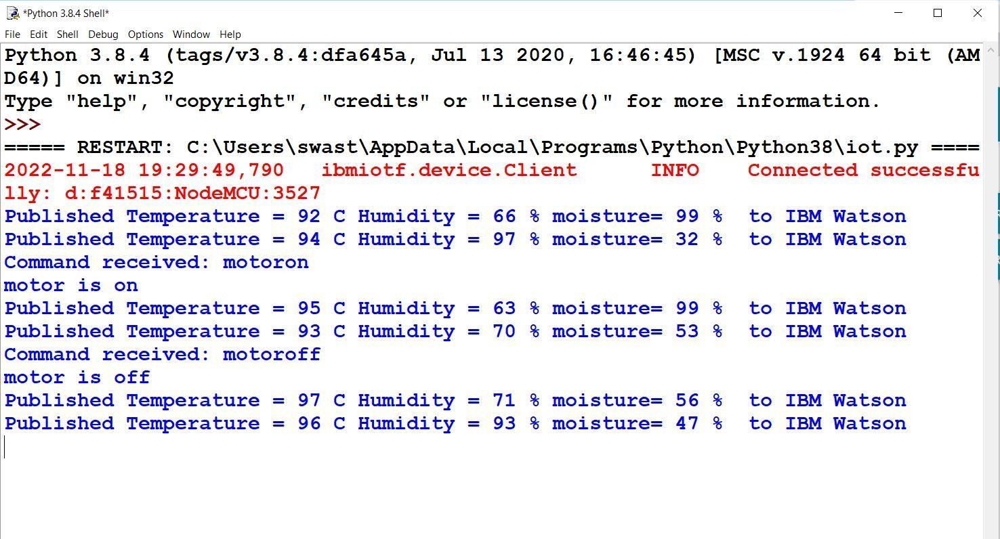 *Python 3.8.4 Shell*
File Edit Shell Debug Options Window Help
Python 3.8.4 (tags/v3.8.4:dfa645a, Jul 13 2020, 16:46:45) [MSC v.1924 64 bit (AM
D64)] on win32
Type "help", "copyright", "credits" or "license()" for more information.
>>>
===== RESTART: C:\Users\swast\AppData\Local\Programs\Python\Python38\iot.py ====
2022-11-18 19:29:49,790   ibmiotf.device.Client      INFO    Connected successfu
lly: d:f41515:NodeMCU:3527
Published Temperature = 92 C Humidity = 66 % moisture= 99 %  to IBM Watson
Published Temperature = 94 C Humidity = 97 % moisture= 32 %  to IBM Watson
Command received: motoron
motor is on
Published Temperature = 95 C Humidity = 63 % moisture= 99 %  to IBM Watson
Published Temperature = 93 C Humidity = 70 % moisture= 53 %  to IBM Watson
Command received: motoroff
motor is off
Published Temperature = 97 C Humidity = 71 % moisture= 56 %  to IBM Watson
Published Temperature = 96 C Humidity = 93 % moisture= 47 %  to IBM Watson